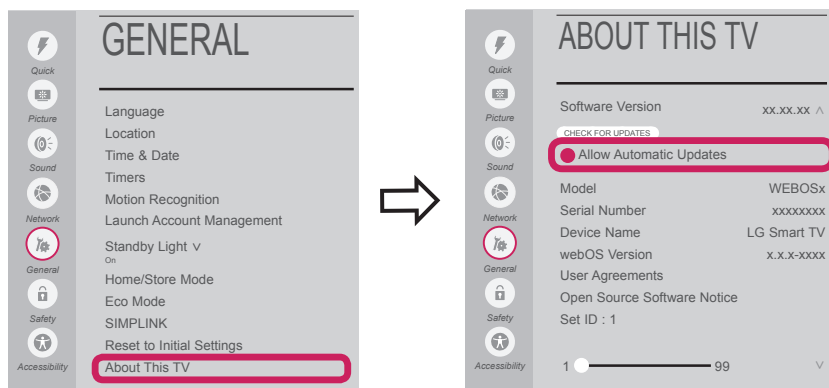 GENERAL
Quick
Picture
Sound
Network
General
Safety
Accessibility
Language
Location
Time & Date
Timers
Motion Recognition
Launch Account Management
Standby Light ∨
On
Home/Store Mode
Eco Mode
SIMPLINK
Reset to Initial Settings
About This TV
ABOUT THIS TV
Quick
Picture
Sound
Network
General
Safety
Accessibility
Software Version xx.xx.xx ∧
CHECK FOR UPDATES
Allow Automatic Updates
Model WEBOSx
Serial Number xxxxxxxx
Device Name LG Smart TV
webOS Version x.x.x-xxxx
User Agreements
Open Source Software Notice
Set ID : 1
1 99 ∨